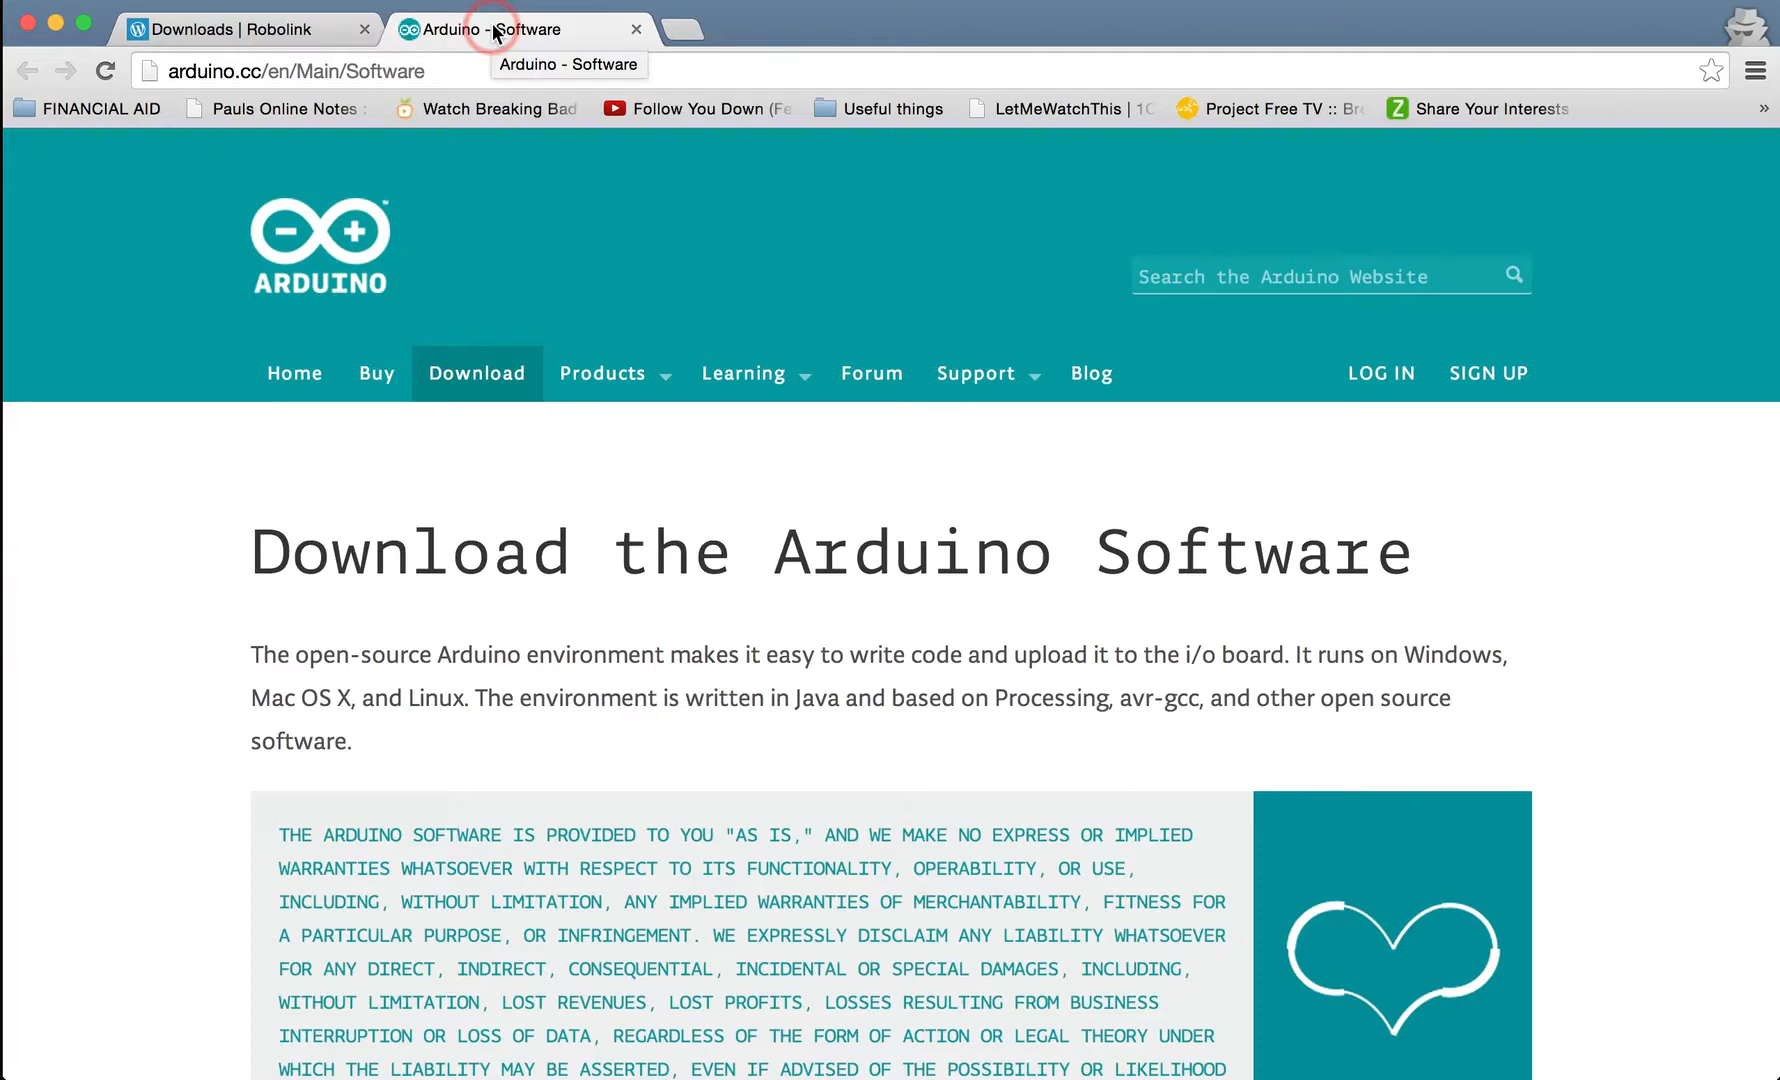 Downloads | Robolink
Arduino - Software
Arduino - Software
arduino.cc/en/Main/Software
FINANCIAL AID
Pauls Online Notes :
Watch Breaking Bad
Follow You Down (Fe
Useful things
LetMeWatchThis | 1C
Project Free TV :: Bre
Share Your Interests
»
ARDUINO
Search the Arduino Website
Home
Buy
Download
Products
Learning
Forum
Support
Blog
LOG IN
SIGN UP
Download the Arduino Software
The open-source Arduino environment makes it easy to write code and upload it to the i/o board. It runs on Windows,
Mac OS X, and Linux. The environment is written in Java and based on Processing, avr-gcc, and other open source
software.
THE ARDUINO SOFTWARE IS PROVIDED TO YOU "AS IS," AND WE MAKE NO EXPRESS OR IMPLIED
WARRANTIES WHATSOEVER WITH RESPECT TO ITS FUNCTIONALITY, OPERABILITY, OR USE,
INCLUDING, WITHOUT LIMITATION, ANY IMPLIED WARRANTIES OF MERCHANTABILITY, FITNESS FOR
A PARTICULAR PURPOSE, OR INFRINGEMENT. WE EXPRESSLY DISCLAIM ANY LIABILITY WHATSOEVER
FOR ANY DIRECT, INDIRECT, CONSEQUENTIAL, INCIDENTAL OR SPECIAL DAMAGES, INCLUDING,
WITHOUT LIMITATION, LOST REVENUES, LOST PROFITS, LOSSES RESULTING FROM BUSINESS
INTERRUPTION OR LOSS OF DATA, REGARDLESS OF THE FORM OF ACTION OR LEGAL THEORY UNDER
WHICH THE LIABILITY MAY BE ASSERTED, EVEN IF ADVISED OF THE POSSIBILITY OR LIKELIHOOD